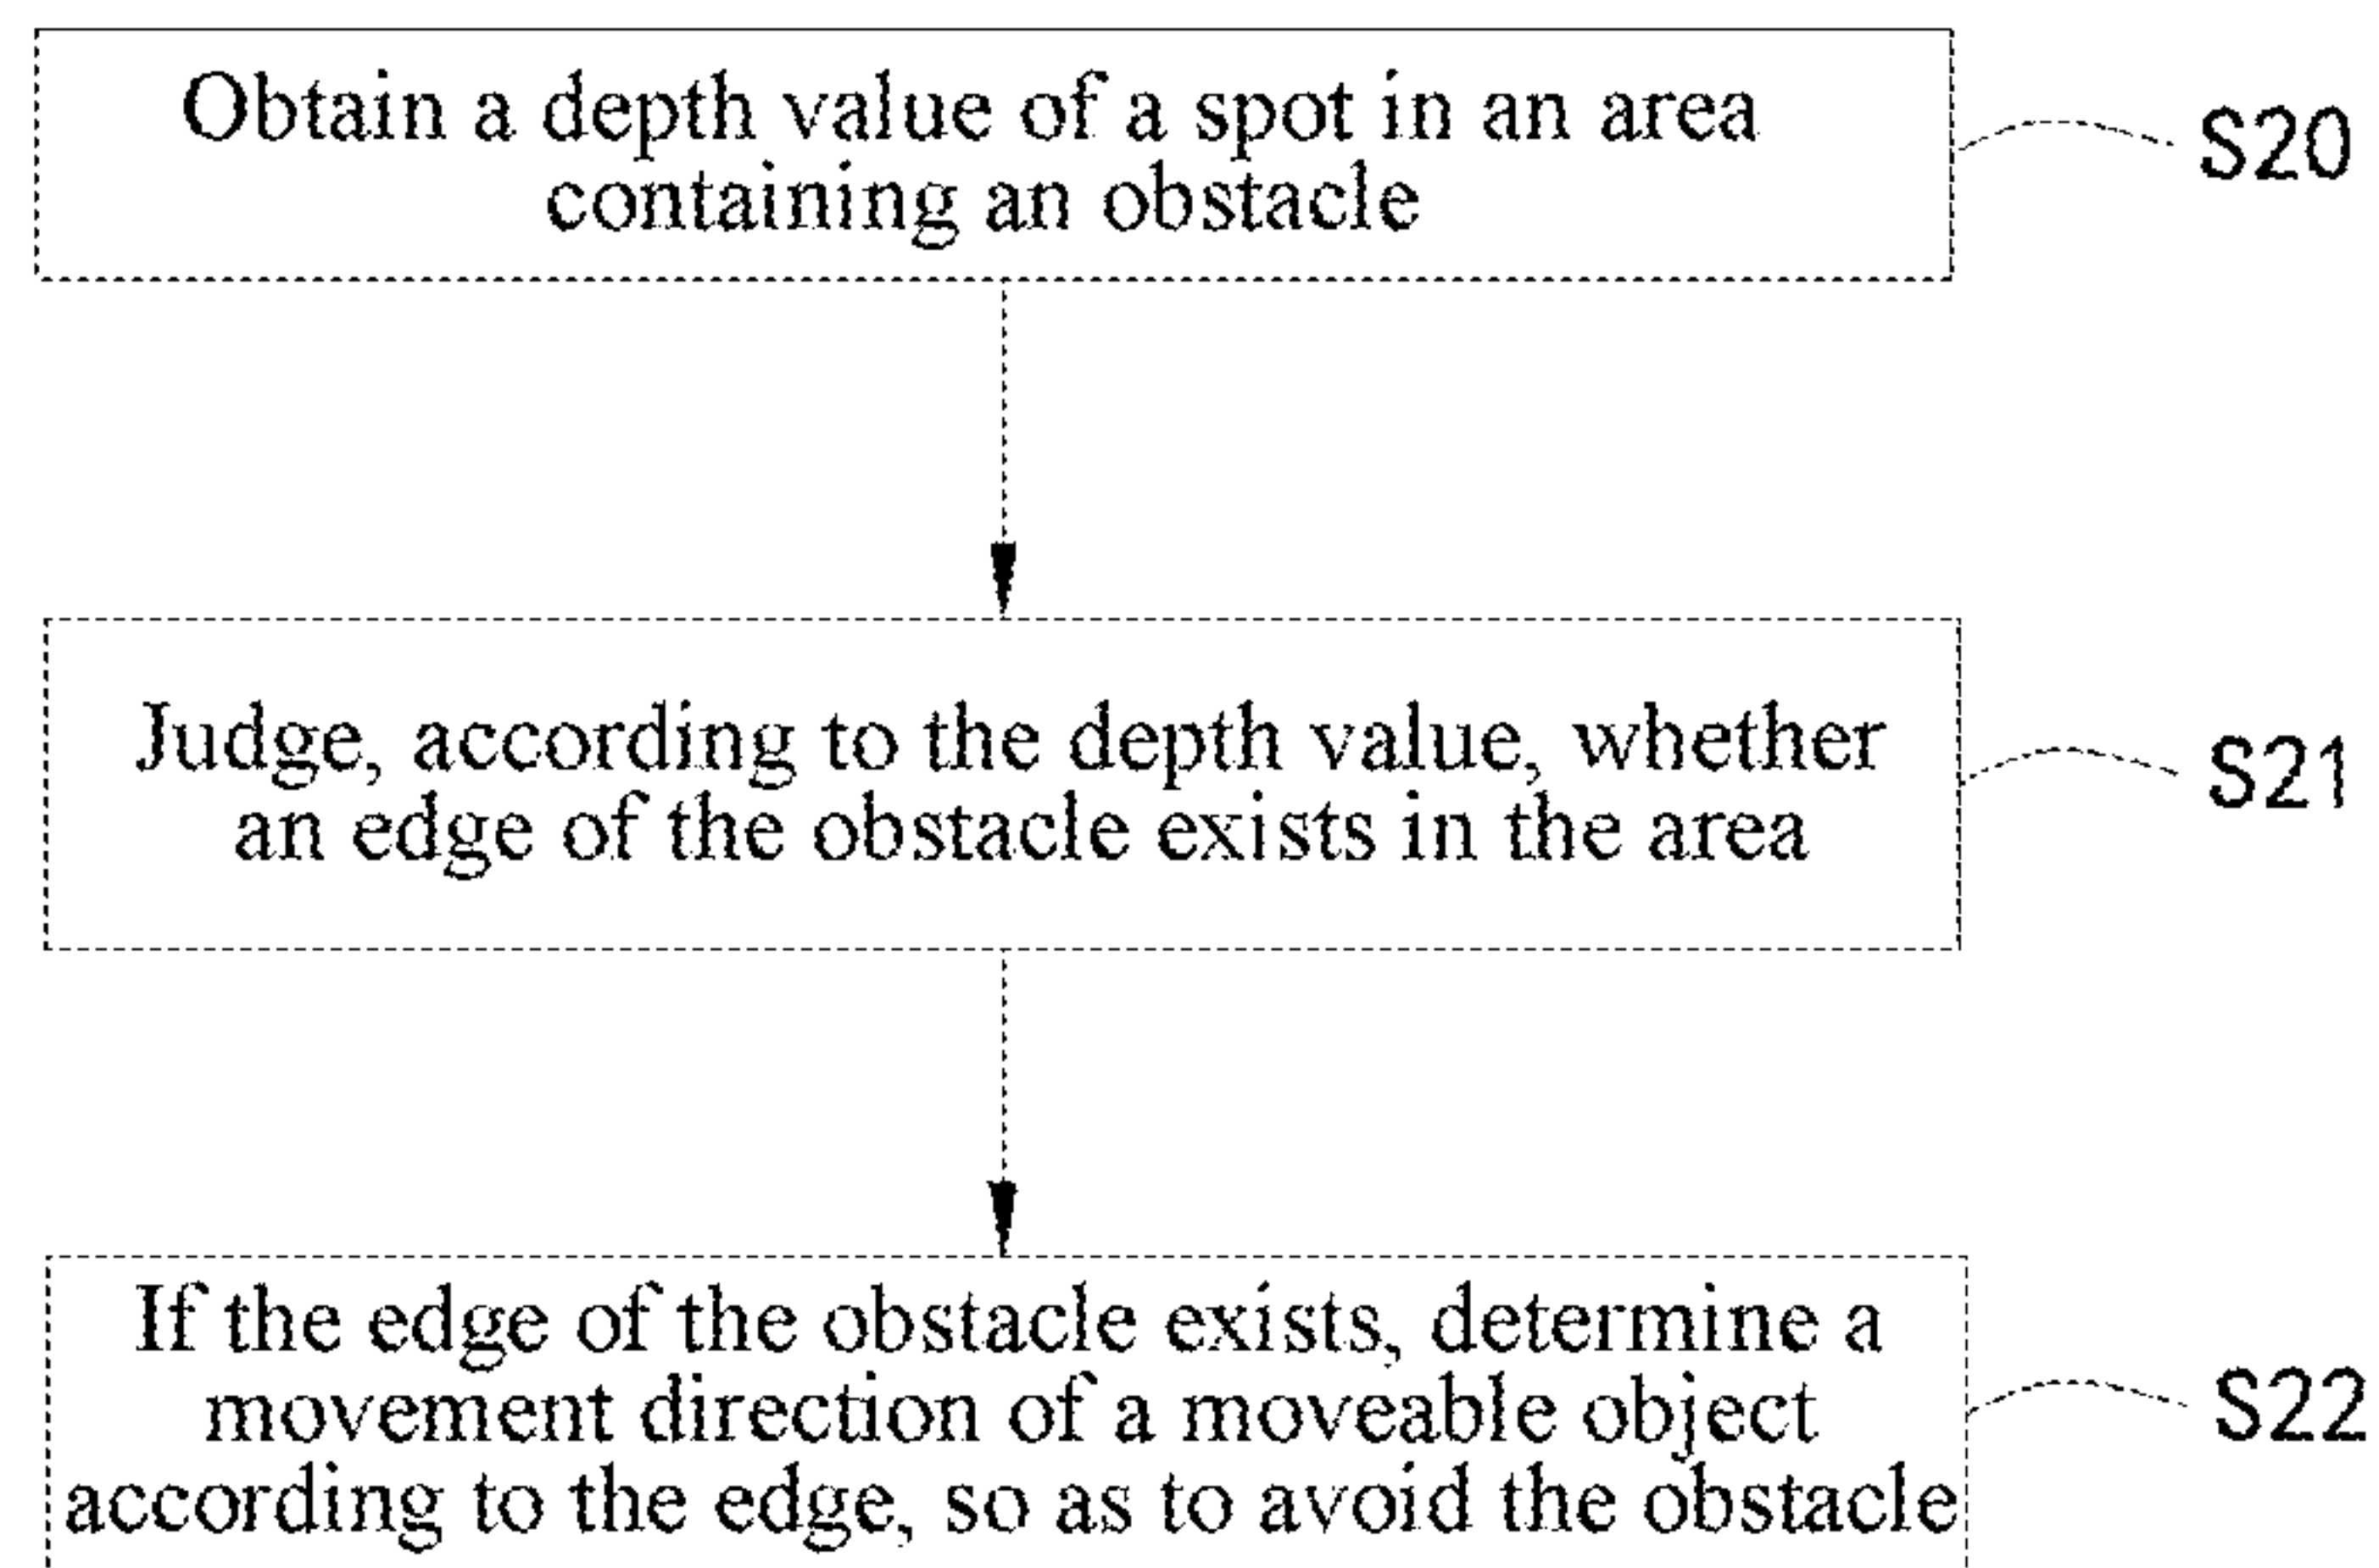 Obtain a depth value of a spot in an area
containing an obstacle
S20
Judge, according to the depth value, whether
an edge of the obstacle exists in the area
S21
If the edge of the obstacle exists, determine a
movement direction of a moveable object
according to the edge, so as to avoid the obstacle
S22